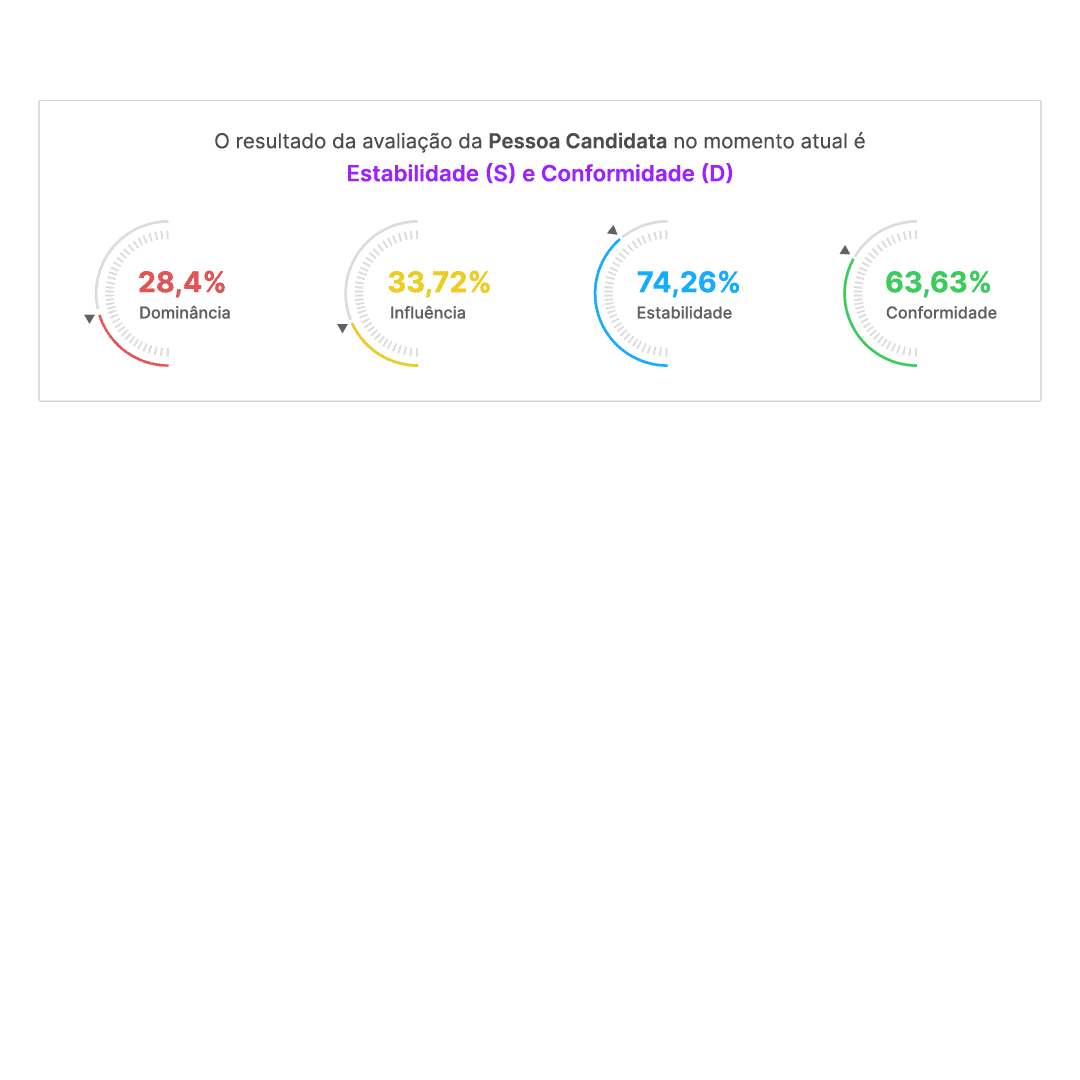 O resultado da avaliação da Pessoa Candidata no momento atual é
Estabilidade (S) e Conformidade (D)
28,4%
Dominância
33,72%
Influência
74,26%
Estabilidade
63,63%
Conformidade